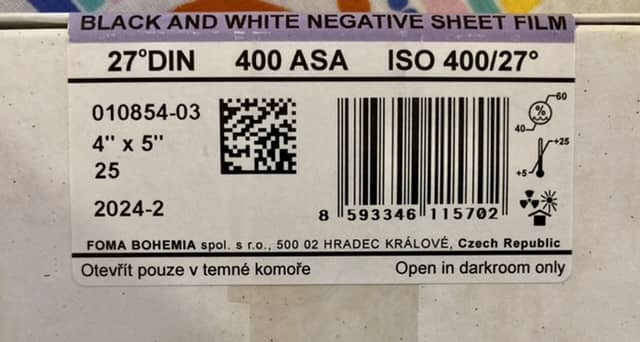 BLACK AND WHITE NEGATIVE SHEET FILM
27°DIN 400 ASA ISO 400/27°
010854-03
4" x 5"
25
2024-2
8 593346 115702
%
60
40
+25
+5
FOMA BOHEMIA spol. s r.o., 500 02 HRADEC KRÁLOVÉ, Czech Republic
Otevřít pouze v temné komoře Open in darkroom only